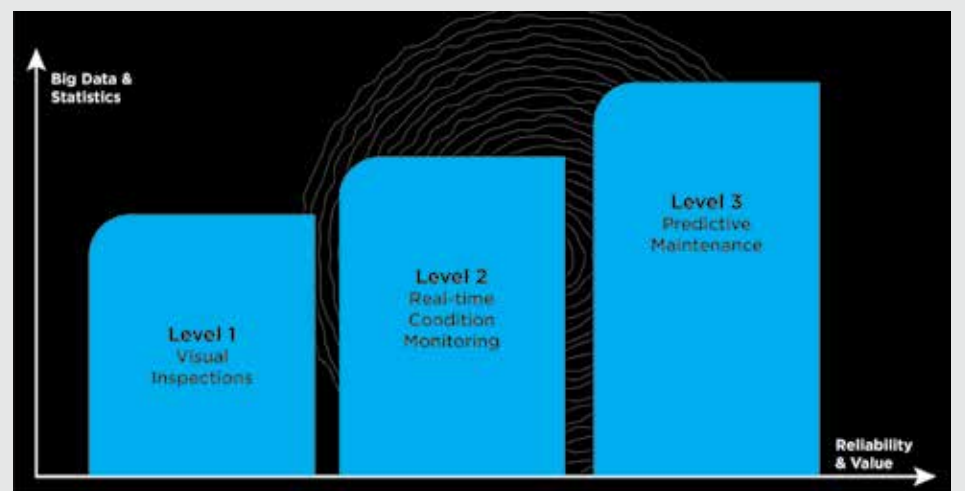 Big Data &
Statistics
Level 1
Visual
Inspections
Level 2
Real-time
Condition
Monitoring
Level 3
Predictive
Maintenance
Reliability
& Value